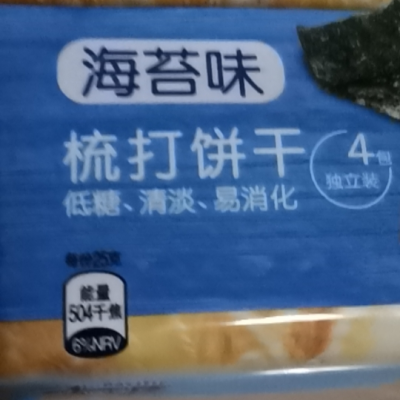 海苔味
梳打饼干
4包
独立装
低糖、清淡、易消化
每份25克
能量
504千焦
6%NRV